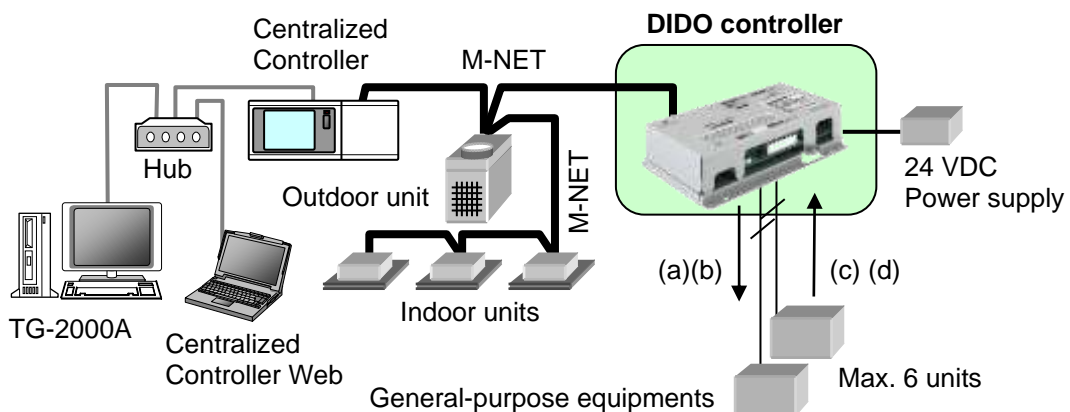 DIDO controller
Centralized
Controller
M-NET
Hub
Outdoor unit
M-NET
24 VDC
Power supply
(a)(b)
(c) (d)
Indoor units
TG-2000A
Centralized
Controller Web
General-purpose equipments
Max. 6 units